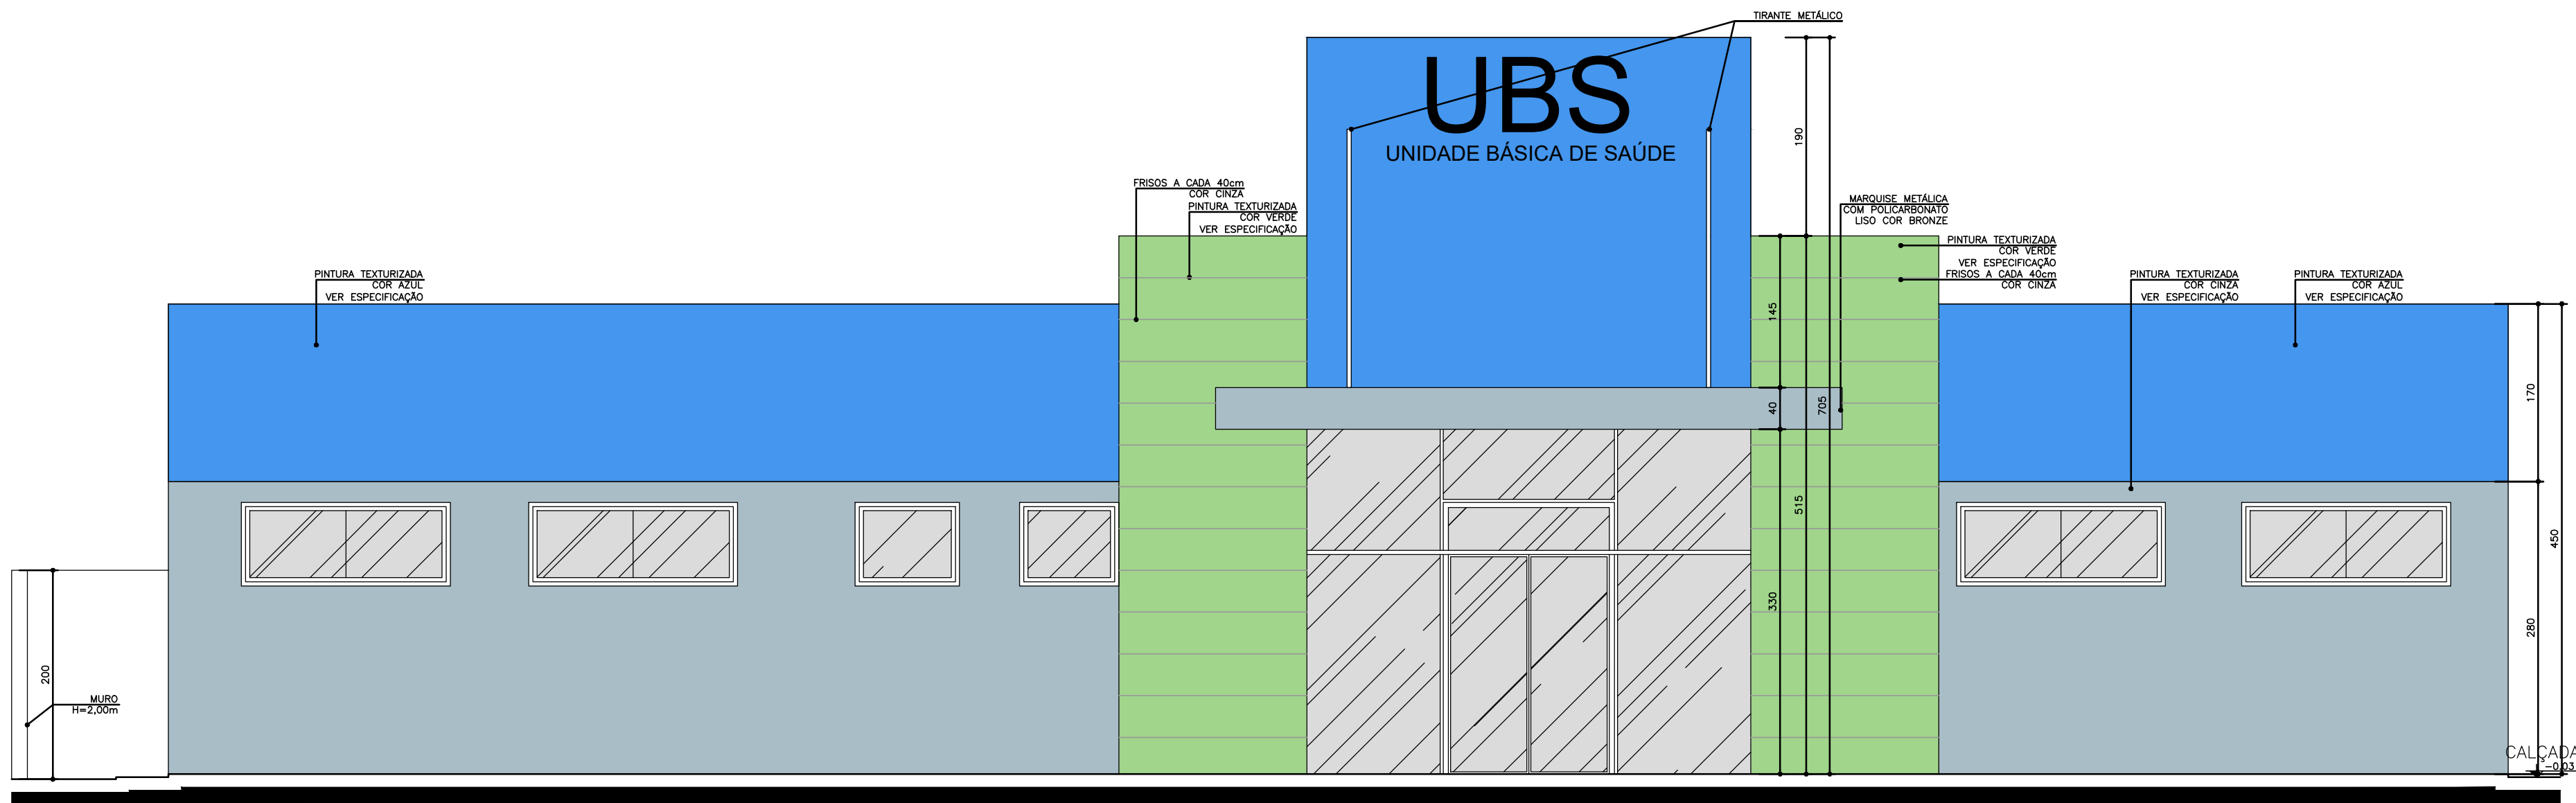 TIRANTE METÁLICO
UBS
UNIDADE BÁSICA DE SAÚDE
190
FRISOS A CADA 40cm
COR CINZA
PINTURA TEXTURIZADA
COR VERDE
VER ESPECIFICAÇÃO
MARQUISE METÁLICA
COM POLICARBONATO
LISO COR BRONZE
PINTURA TEXTURIZADA
COR VERDE
VER ESPECIFICAÇÃO
FRISOS A CADA 40cm
COR CINZA
PINTURA TEXTURIZADA
COR AZUL
VER ESPECIFICAÇÃO
PINTURA TEXTURIZADA
COR CINZA
VER ESPECIFICAÇÃO
PINTURA TEXTURIZADA
COR AZUL
VER ESPECIFICAÇÃO
145
40
705
170
515
450
330
280
200
MURO
H=2,00m
CALÇADA
-0.03